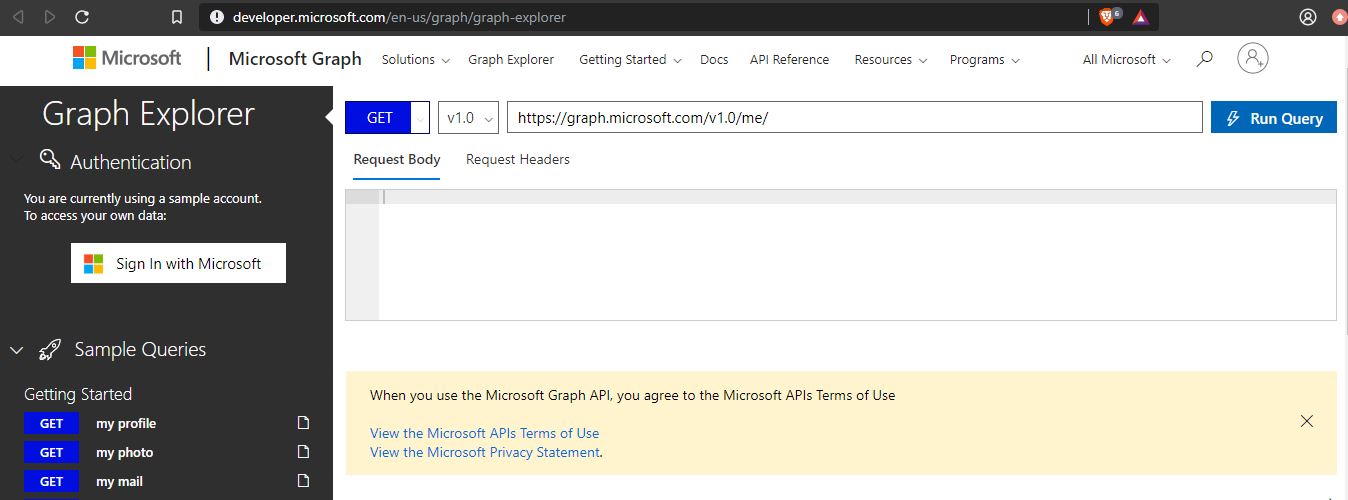 developer.microsoft.com/en-us/graph/graph-explorer
6
Microsoft
Microsoft Graph
Solutions
Graph Explorer
Getting Started
Docs
API Reference
Resources
Programs
All Microsoft
Graph Explorer
Authentication
You are currently using a sample account.
To access your own data:
Sign In with Microsoft
Sample Queries
Getting Started
GET my profile
GET my photo
GET my mail
GET
v1.0
https://graph.microsoft.com/v1.0/me/
Run Query
Request Body
Request Headers
When you use the Microsoft Graph API, you agree to the Microsoft APIs Terms of Use
View the Microsoft APIs Terms of Use
View the Microsoft Privacy Statement.